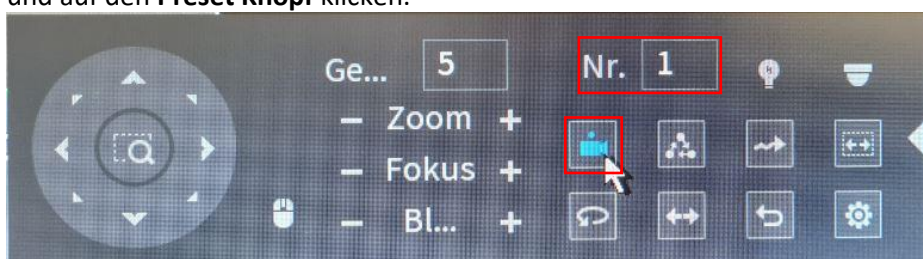 und auf den Preset Knopf klicken.
Ge... 5 Nr. 1
– Zoom +
– Fokus +
– Bl... +